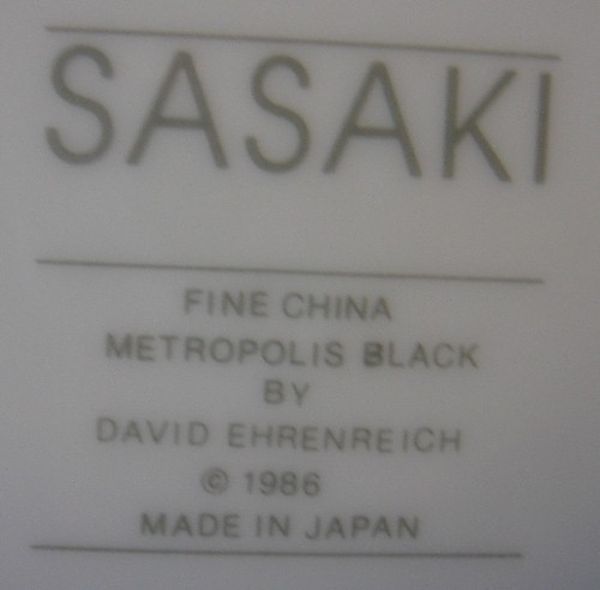 SASAKI
FINE CHINA
METROPOLIS BLACK
BY
DAVID EHRENREICH
© 1986
MADE IN JAPAN